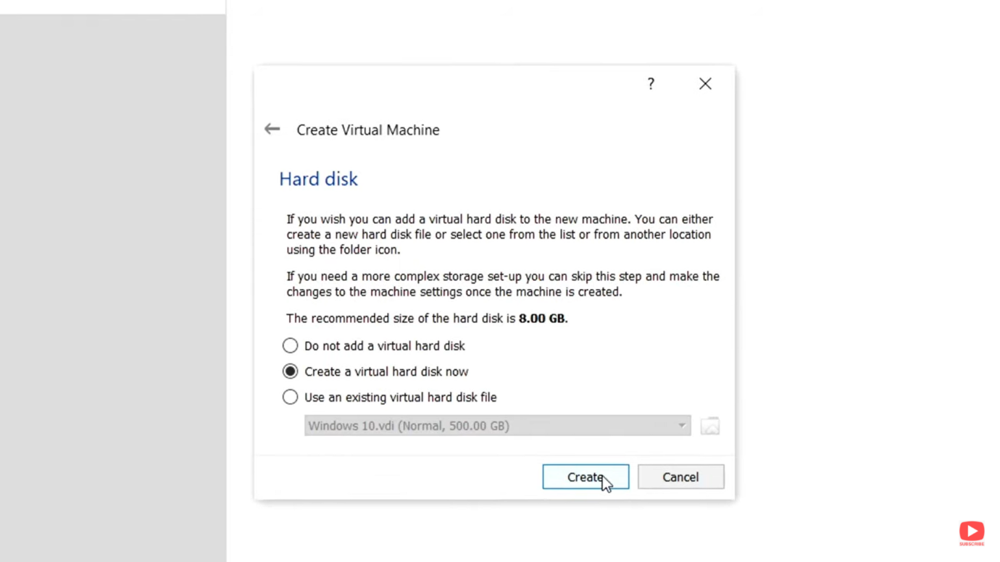 ?
Create Virtual Machine
Hard disk
If you wish you can add a virtual hard disk to the new machine. You can either
create a new hard disk file or select one from the list or from another location
using the folder icon.
If you need a more complex storage set-up you can skip this step and make the
changes to the machine settings once the machine is created.
The recommended size of the hard disk is 8.00 GB.
Do not add a virtual hard disk
Create a virtual hard disk now
Use an existing virtual hard disk file
Windows 10.vdi (Normal, 500.00 GB)
Create
Cancel
SUBSCRIBE